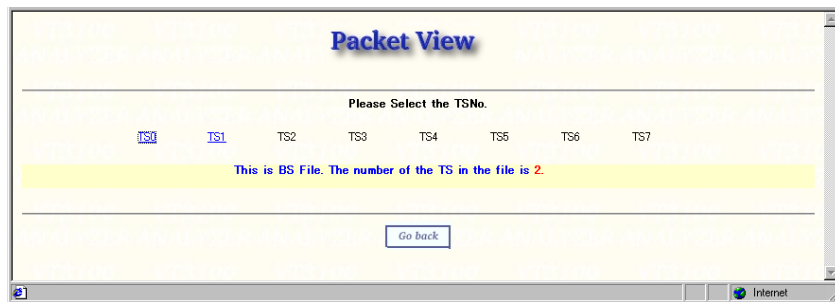 Packet View
Please Select the TSNo.
TS0 TS1 TS2 TS3 TS4 TS5 TS6 TS7
This is BS File. The number of the TS in the file is 2.
Go back
Internet